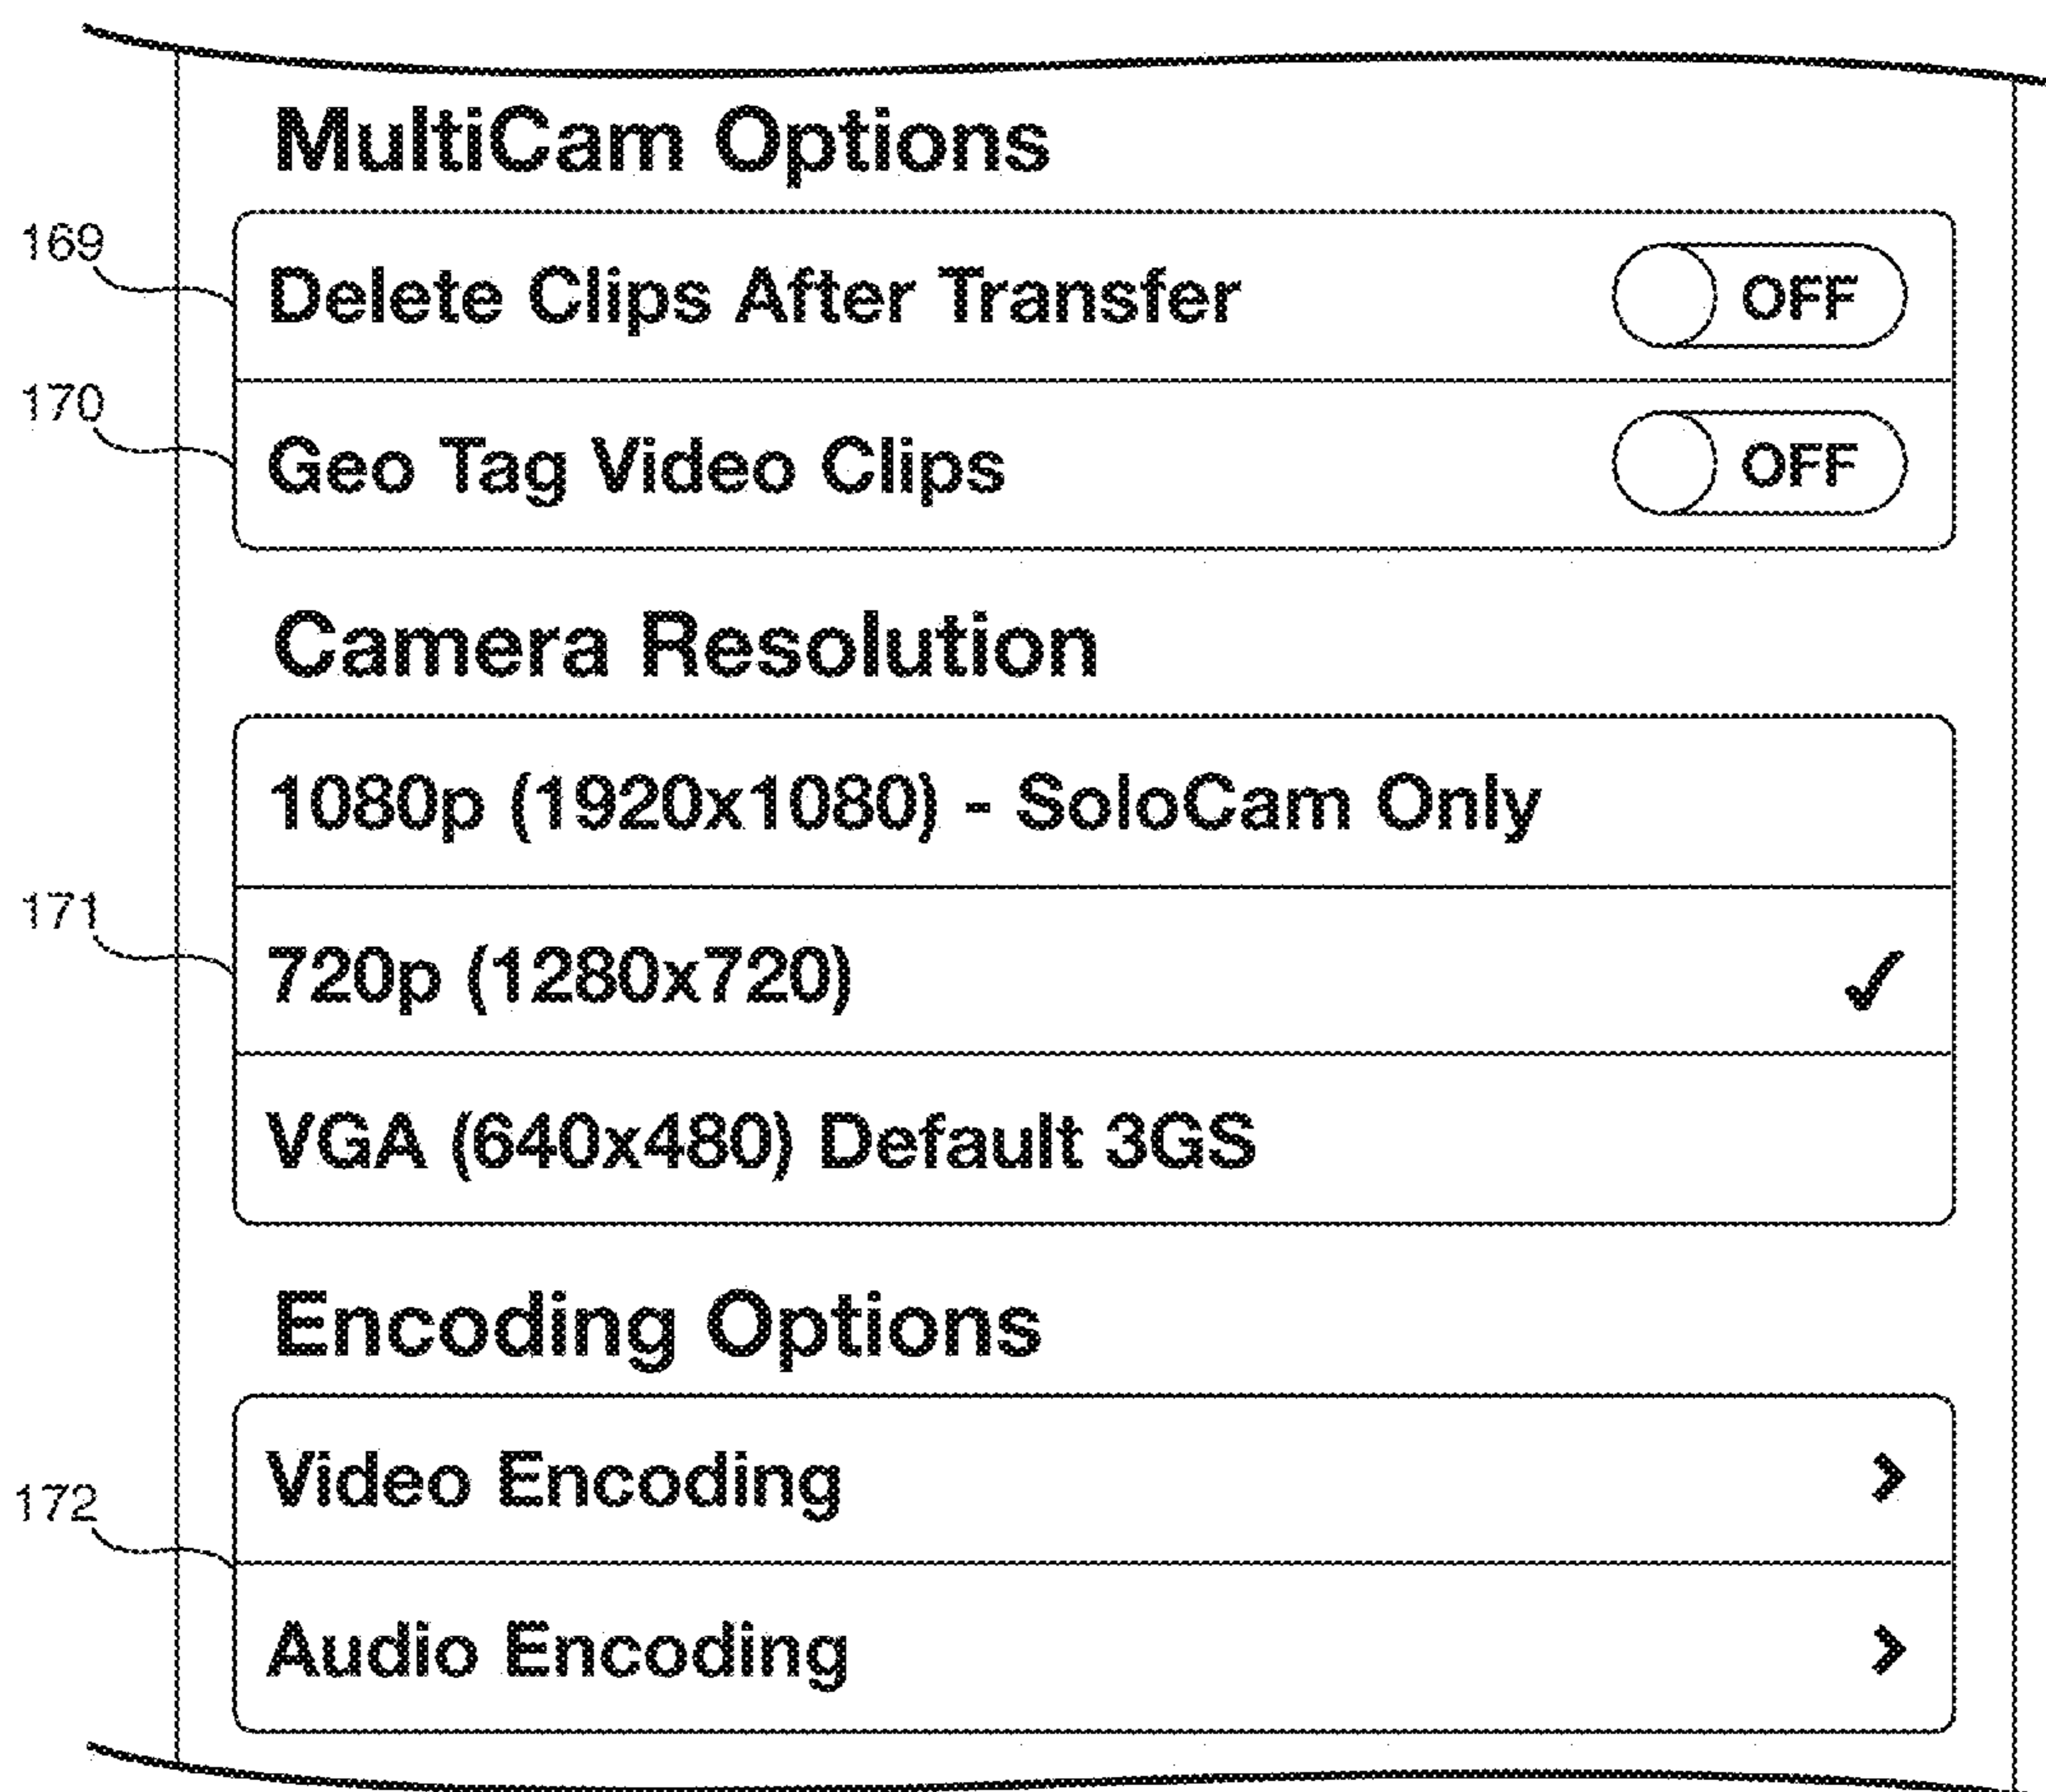 MultiCam Options
169
Delete Clips After Transfer OFF
170
Geo Tag Video Clips OFF
Camera Resolution
1080p (1920x1080) - SoloCam Only
171
720p (1280x720) ✓
VGA (640x480) Default 3GS
Encoding Options
Video Encoding >
172
Audio Encoding >